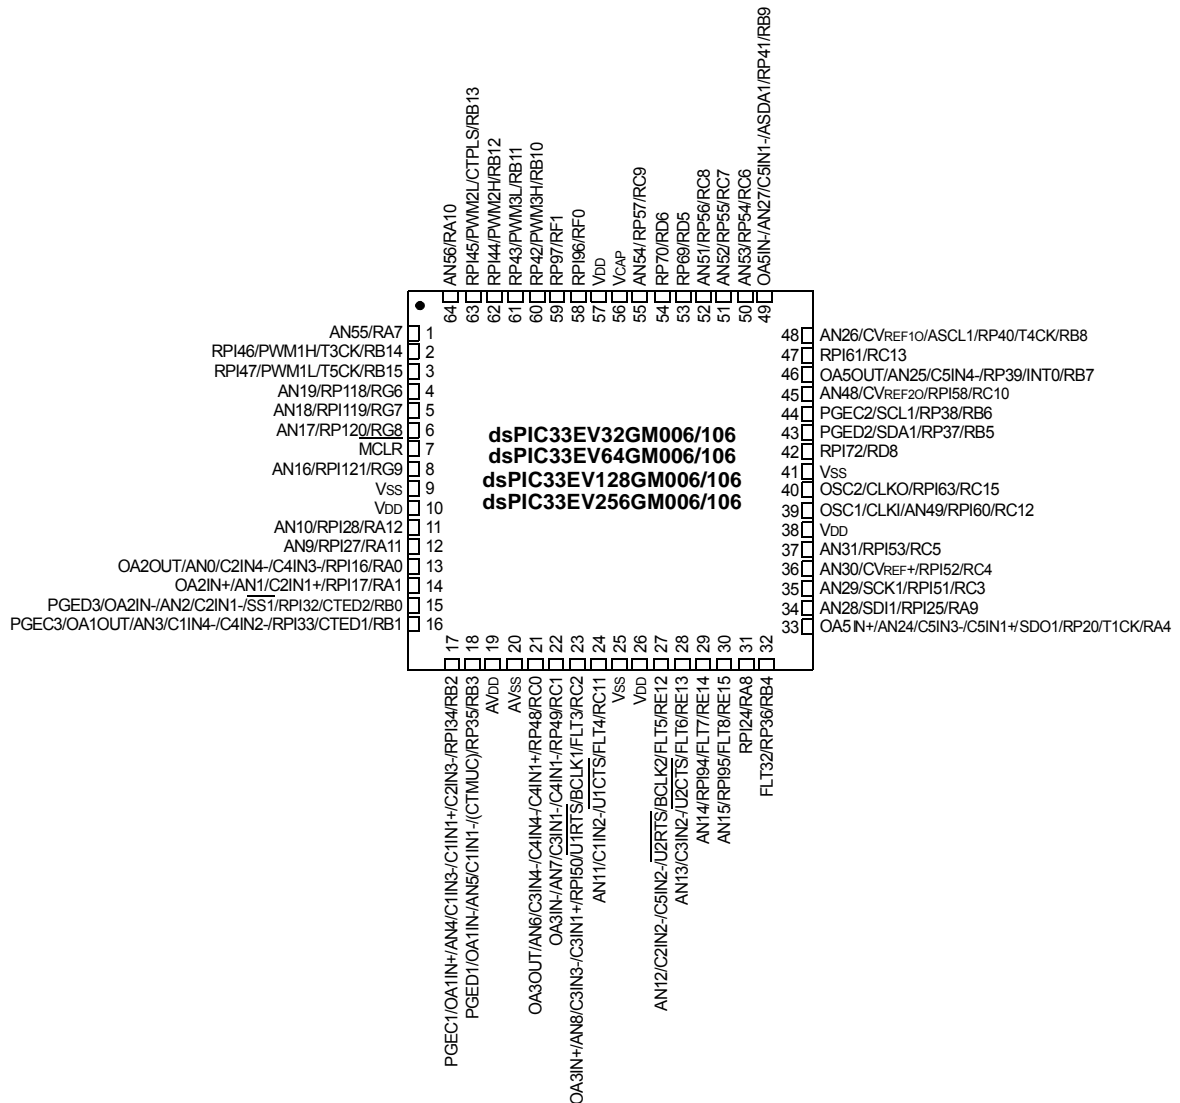 AN56/RA10
RPI45/PWM2L/CTPLS/RB13
RPI44/PWM2H/RB12
RP43/PWM3L/RB11
RP42/PWM3H/RB10
RP97/RF1
RPI96/RF0
VDD
VCAP
AN54/RP57/RC9
RP70/RD6
RP69/RD5
AN51/RP56/RC8
AN52/RP55/RC7
AN53/RP54/RC6
OA5IN-/AN27/C5IN1-/ASDA1/RP41/RB9
64 63 62 61 60 59 58 57 56 55 54 53 52 51 50 49
AN55/RA7 1
RPI46/PWM1H/T3CK/RB14 2
RPI47/PWM1L/T5CK/RB15 3
AN19/RP118/RG6 4
AN18/RPI119/RG7 5
AN17/RP120/RG8 6
MCLR 7
AN16/RPI121/RG9 8
VSS 9
VDD 10
AN10/RPI28/RA12 11
AN9/RPI27/RA11 12
OA2OUT/AN0/C2IN4-/C4IN3-/RPI16/RA0 13
OA2IN+/AN1/C2IN1+/RPI17/RA1 14
PGED3/OA2IN-/AN2/C2IN1-/SS1/RPI32/CTED2/RB0 15
PGEC3/OA1OUT/AN3/C1IN4-/C4IN2-/RPI33/CTED1/RB1 16
dsPIC33EV32GM006/106
dsPIC33EV64GM006/106
dsPIC33EV128GM006/106
dsPIC33EV256GM006/106
48 AN26/CVREF1O/ASCL1/RP40/T4CK/RB8
47 RPI61/RC13
46 OA5OUT/AN25/C5IN4-/RP39/INT0/RB7
45 AN48/CVREF2O/RPI58/RC10
44 PGEC2/SCL1/RP38/RB6
43 PGED2/SDA1/RP37/RB5
42 RPI72/RD8
41 VSS
40 OSC2/CLKO/RPI63/RC15
39 OSC1/CLKI/AN49/RPI60/RC12
38 VDD
37 AN31/RPI53/RC5
36 AN30/CVREF+/RPI52/RC4
35 AN29/SCK1/RPI51/RC3
34 AN28/SDI1/RPI25/RA9
33 OA5IN+/AN24/C5IN3-/C5IN1+/SDO1/RP20/T1CK/RA4
17 18 19 20 21 22 23 24 25 26 27 28 29 30 31 32
PGEC1/OA1IN+/AN4/C1IN3-/C1IN1+/C2IN3-/RPI34/RB2
PGED1/OA1IN-/AN5/C1IN1-/(CTMUC)/RP35/RB3
AVDD
AVSS
OA3OUT/AN6/C3IN4-/C4IN4-/C4IN1+/RP48/RC0
OA3IN-/AN7/C3IN1-/C4IN1-/RP49/RC1
OA3IN+/AN8/C3IN3-/C3IN1+/RPI50/U1RTS/BCLK1/FLT3/RC2
AN11/C1IN2-/U1CTS/FLT4/RC11
VSS
VDD
AN12/C2IN2-/C5IN2-/U2RTS/BCLK2/FLT5/RE12
AN13/C3IN2-/U2CTS/FLT6/RE13
AN14/RPI94/FLT7/RE14
AN15/RPI95/FLT8/RE15
RPI24/RA8
FLT32/RP36/RB4